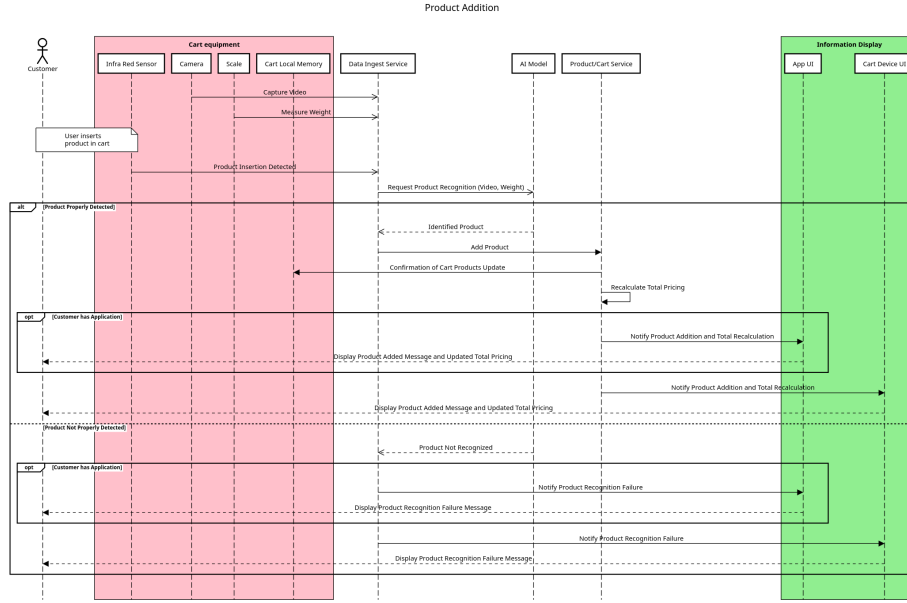 Product Addition
Cart equipment
Information Display
Customer
Infra Red Sensor
Camera
Scale
Cart Local Memory
Data Ingest Service
AI Model
Product/Cart Service
App UI
Cart Device UI
Capture Video
Measure Weight
User inserts
product in cart
Product Insertion Detected
Request Product Recognition (Video, Weight)
alt
[Product Properly Detected]
Identified Product
Add Product
Confirmation of Cart Products Update
Recalculate Total Pricing
opt
[Customer has Application]
Notify Product Addition and Total Recalculation
Display Product Added Message and Updated Total Pricing
Notify Product Addition and Total Recalculation
Display Product Added Message and Updated Total Pricing
[Product Not Properly Detected]
Product Not Recognized
opt
[Customer has Application]
Notify Product Recognition Failure
Display Product Recognition Failure Message
Notify Product Recognition Failure
Display Product Recognition Failure Message